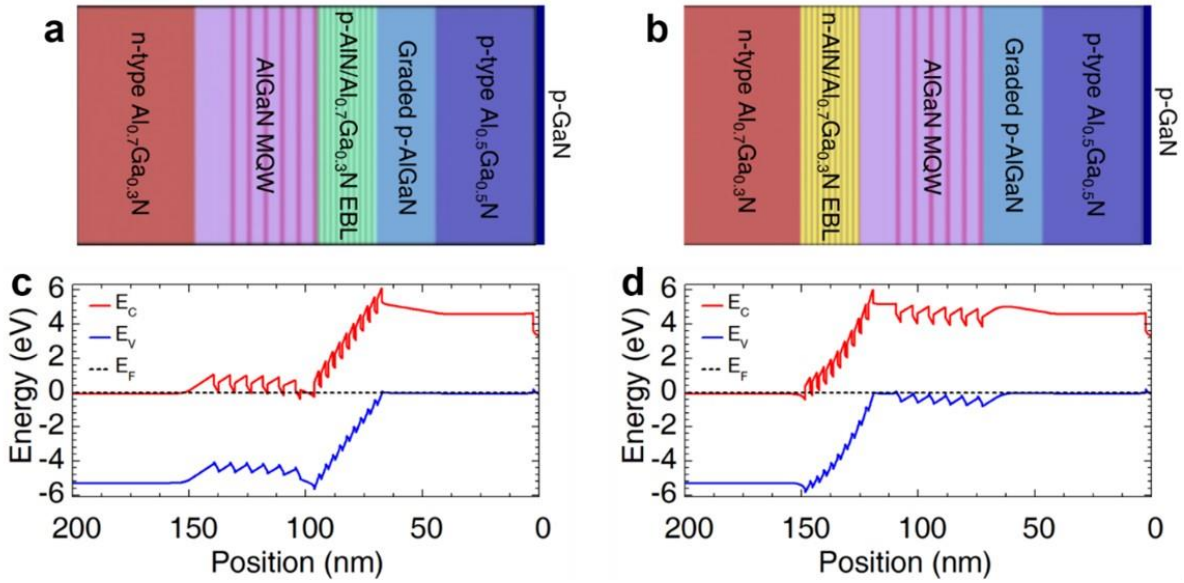 a
n-type Al0.7Ga0.3N
AlGaN MQW
p-AlN/Al0.7Ga0.3N EBL
Graded p-AlGaN
p-type Al0.5Ga0.5N
p-GaN
b
n-type Al0.7Ga0.3N
n-AlN/Al0.7Ga0.3N EBL
AlGaN MQW
Graded p-AlGaN
p-type Al0.5Ga0.5N
p-GaN
c
Energy (eV)
6
4
2
0
-2
-4
-6
EC
EV
EF
200 150 100 50 0
Position (nm)
d
Energy (eV)
6
4
2
0
-2
-4
-6
EC
EV
EF
200 150 100 50 0
Position (nm)